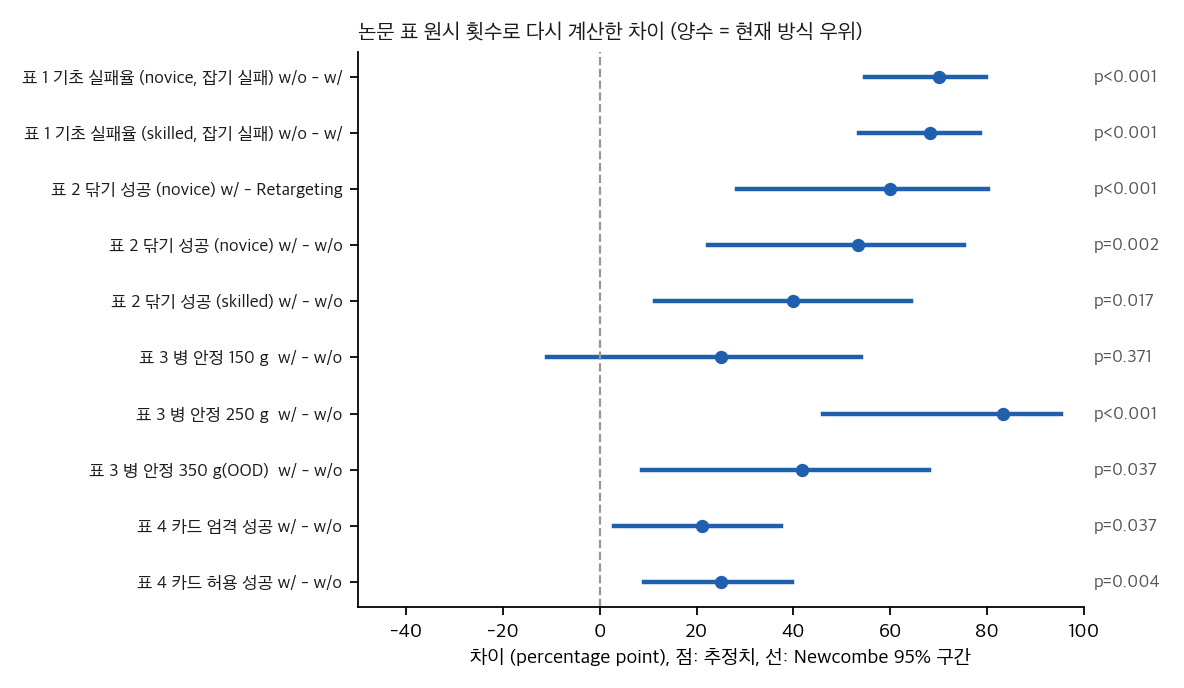 논문 표 원시 횟수로 다시 계산한 차이 (양수 = 현재 방식 우위)
표 1 기초 실패율 (novice, 잡기 실패) w/o - w/ p<0.001
표 1 기초 실패율 (skilled, 잡기 실패) w/o - w/ p<0.001
표 2 닦기 성공 (novice) w/ - Retargeting p<0.001
표 2 닦기 성공 (novice) w/ - w/o p=0.002
표 2 닦기 성공 (skilled) w/ - w/o p=0.017
표 3 병 안정 150 g w/ - w/o p=0.371
표 3 병 안정 250 g w/ - w/o p<0.001
표 3 병 안정 350 g(OOD) w/ - w/o p=0.037
표 4 카드 엄격 성공 w/ - w/o p=0.037
표 4 카드 허용 성공 w/ - w/o p=0.004
-40 -20 0 20 40 60 80 100
차이 (percentage point), 점: 추정치, 선: Newcombe 95% 구간